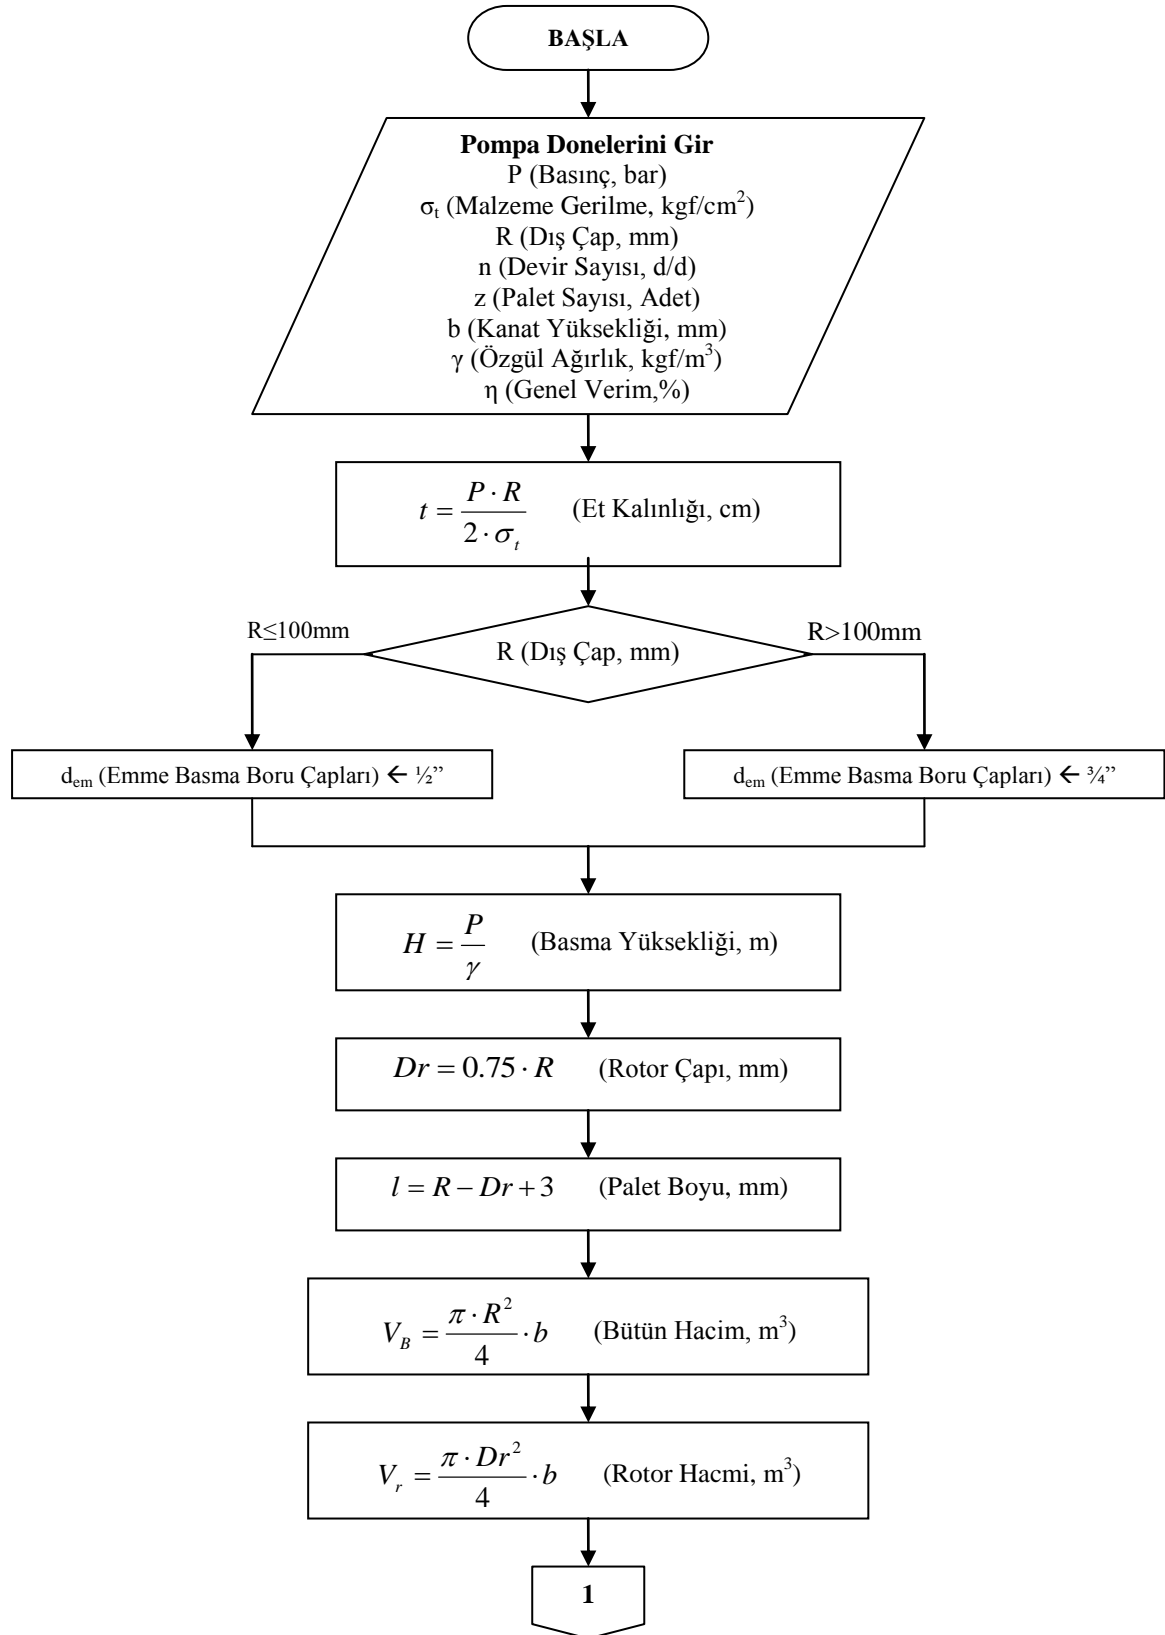 BAŞLA
Pompa Donelerini Gir
P (Basınç, bar)
σt (Malzeme Gerilme, kgf/cm²)
R (Dış Çap, mm)
n (Devir Sayısı, d/d)
z (Palet Sayısı, Adet)
b (Kanat Yüksekliği, mm)
γ (Özgül Ağırlık, kgf/m³)
η (Genel Verim,%)
t = P · R / 2 · σt (Et Kalınlığı, cm)
R≤100mm
R>100mm
R (Dış Çap, mm)
dem (Emme Basma Boru Çapları) ← ½”
dem (Emme Basma Boru Çapları) ← ¾”
H = P / γ (Basma Yüksekliği, m)
Dr = 0.75 · R (Rotor Çapı, mm)
l = R − Dr + 3 (Palet Boyu, mm)
VB = π · R² / 4 · b (Bütün Hacim, m³)
Vr = π · Dr² / 4 · b (Rotor Hacmi, m³)
1